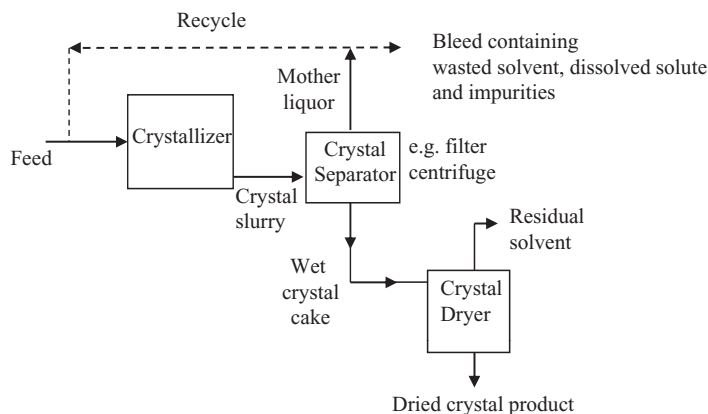 Recycle
Bleed containing
wasted solvent, dissolved solute
and impurities
Mother
liquor
Crystallizer
Feed
Crystal
Separator
e.g. filter
centrifuge
Crystal
slurry
Residual
solvent
Wet
crystal
cake
Crystal
Dryer
Dried crystal product